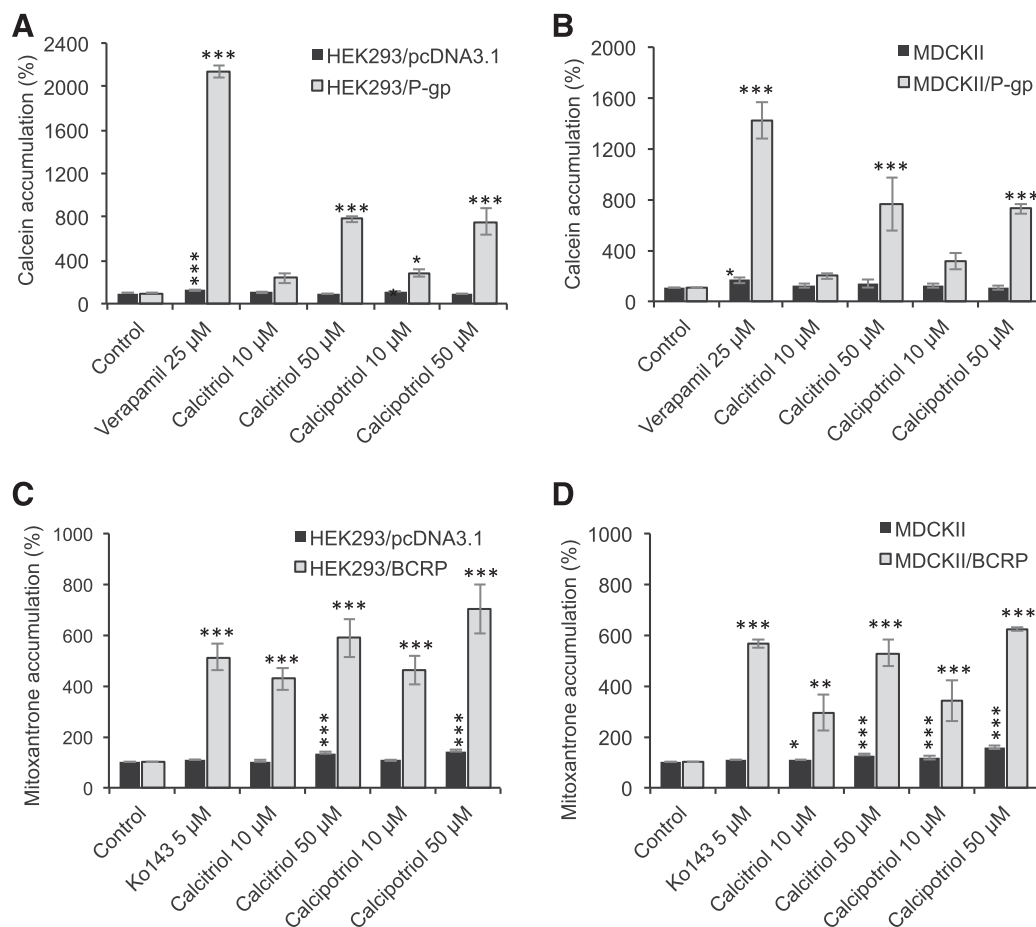 A
Calcein accumulation (%)
2400
2000
1600
1200
800
400
0
HEK293/pcDNA3.1
HEK293/P-gp
***
***
***
*
*
***
Control
Verapamil 25 µM
Calcitriol 10 µM
Calcitriol 50 µM
Calcipotriol 10 µM
Calcipotriol 50 µM
B
Calcein accumulation (%)
2000
1600
1200
800
400
0
MDCKII
MDCKII/P-gp
*
***
***
***
Control
Verapamil 25 µM
Calcitriol 10 µM
Calcitriol 50 µM
Calcipotriol 10 µM
Calcipotriol 50 µM
C
Mitoxantrone accumulation (%)
1000
800
600
400
200
0
HEK293/pcDNA3.1
HEK293/BCRP
***
***
***
***
***
***
***
Control
Ko143 5 µM
Calcitriol 10 µM
Calcitriol 50 µM
Calcipotriol 10 µM
Calcipotriol 50 µM
D
Mitoxantrone accumulation (%)
1000
800
600
400
200
0
MDCKII
MDCKII/BCRP
***
*
**
***
***
***
***
***
***
Control
Ko143 5 µM
Calcitriol 10 µM
Calcitriol 50 µM
Calcipotriol 10 µM
Calcipotriol 50 µM